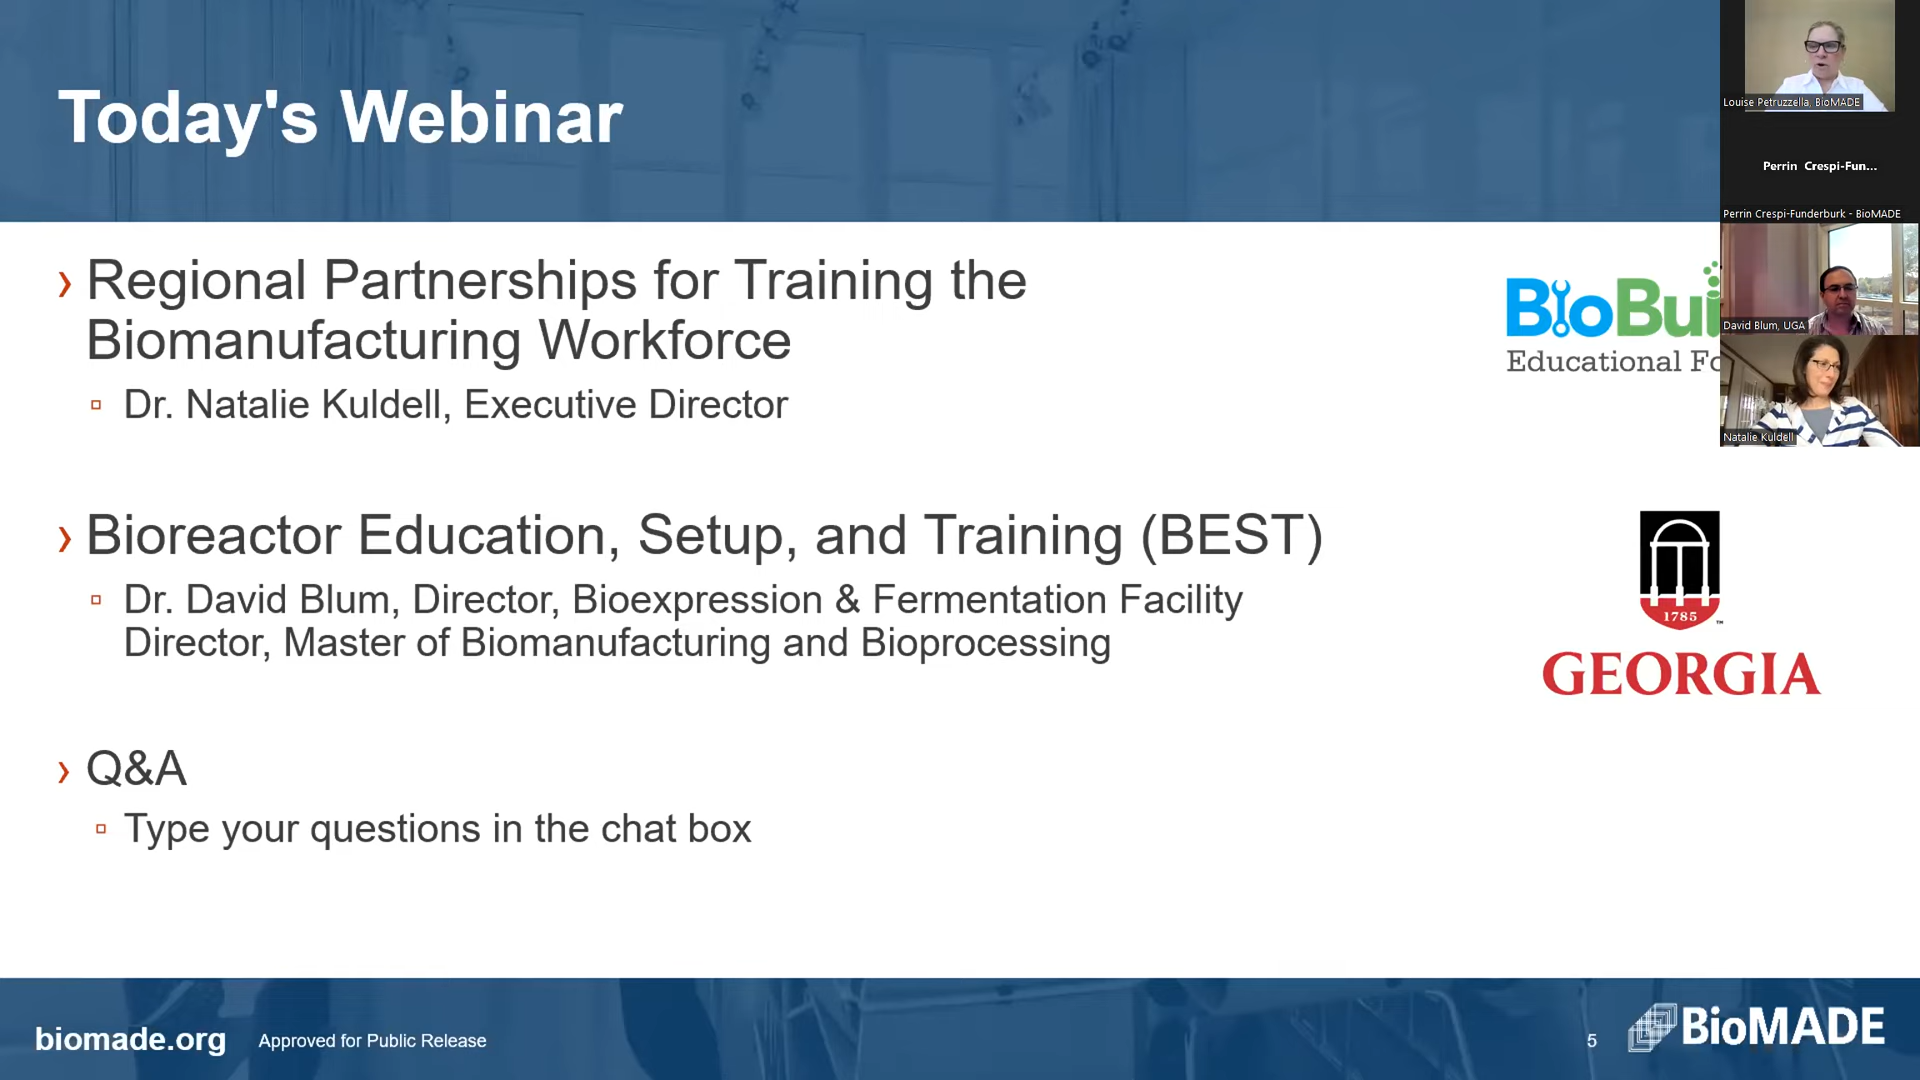 Today's Webinar
› Regional Partnerships for Training the
Biomanufacturing Workforce
Dr. Natalie Kuldell, Executive Director
› Bioreactor Education, Setup, and Training (BEST)
Dr. David Blum, Director, Bioexpression & Fermentation Facility
Director, Master of Biomanufacturing and Bioprocessing
› Q&A
Type your questions in the chat box
BioBui
Educational Fo
1785
™
GEORGIA
Louise Petruzzella, BioMADE
Perrin Crespi-Fun...
Perrin Crespi-Funderburk - BioMADE
David Blum, UGA
Natalie Kuldell
biomade.org
Approved for Public Release
5
BioMADE